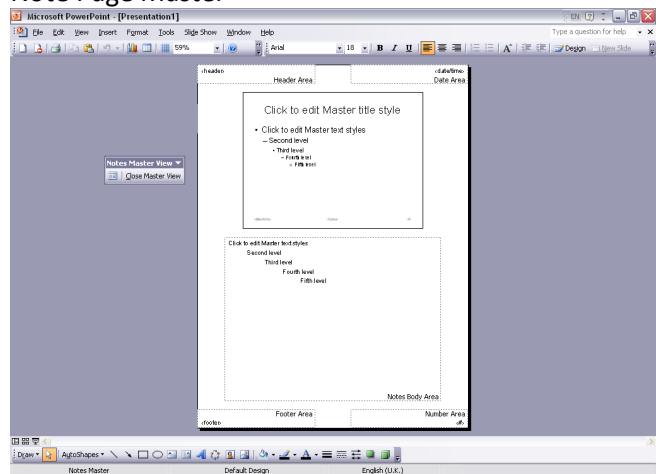 Note Page Master
Microsoft PowerPoint - [Presentation1]
EN
File Edit View Insert Format Tools Slide Show Window Help
Type a question for help
59%
Arial
18
B I U
Design
New Slide
‹header›
Header Area
‹date/time›
Date Area
Click to edit Master title style
• Click to edit Master text styles
– Second level
• Third level
– Fourth level
Fifth level
Notes Master View
Close Master View
Click to edit Master text styles
Second level
Third level
Fourth level
Fifth level
Notes Body Area
Footer Area
‹footer›
Number Area
‹#›
Draw
AutoShapes
Notes Master
Default Design
English (U.K.)